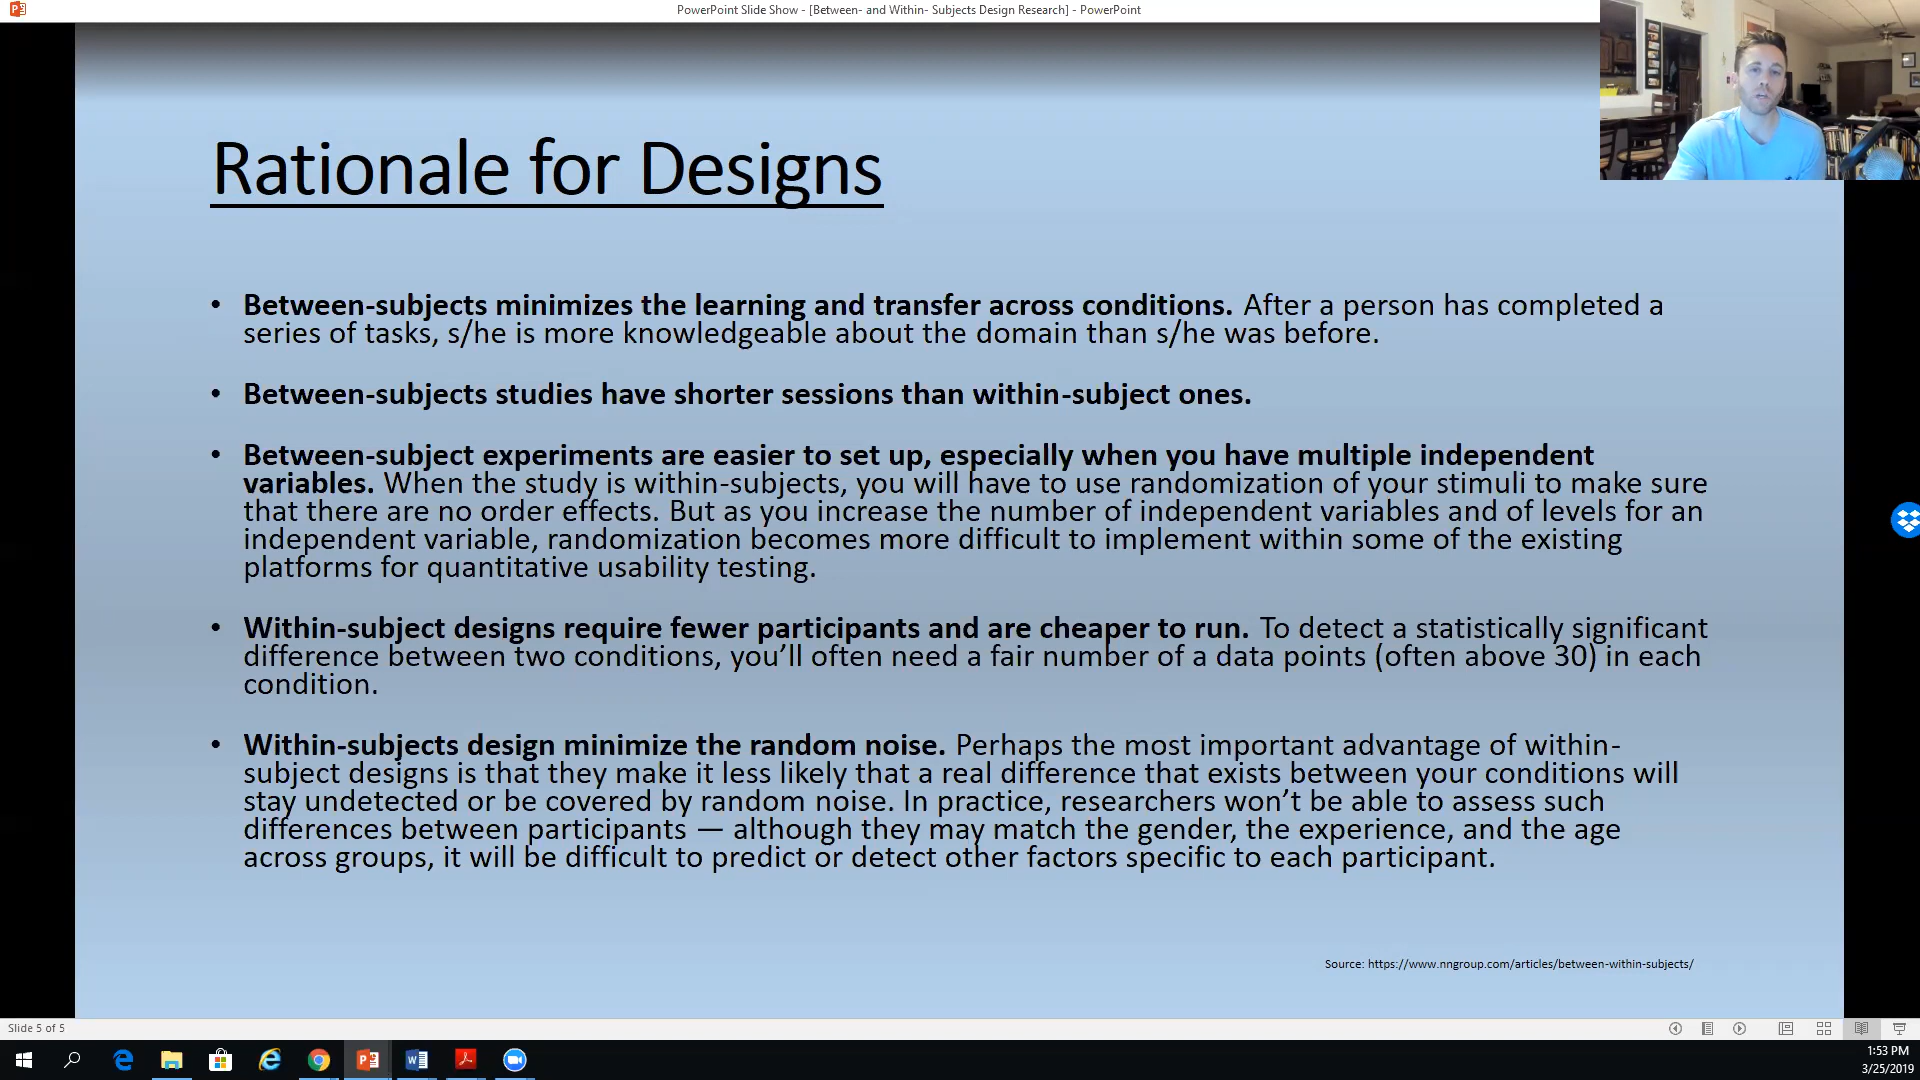 PowerPoint Slide Show - [Between- and Within- Subjects Design Research] - PowerPoint
Rationale for Designs
• Between-subjects minimizes the learning and transfer across conditions. After a person has completed a
series of tasks, s/he is more knowledgeable about the domain than s/he was before.
• Between-subjects studies have shorter sessions than within-subject ones.
• Between-subject experiments are easier to set up, especially when you have multiple independent
variables. When the study is within-subjects, you will have to use randomization of your stimuli to make sure
that there are no order effects. But as you increase the number of independent variables and of levels for an
independent variable, randomization becomes more difficult to implement within some of the existing
platforms for quantitative usability testing.
• Within-subject designs require fewer participants and are cheaper to run. To detect a statistically significant
difference between two conditions, you’ll often need a fair number of a data points (often above 30) in each
condition.
• Within-subjects design minimize the random noise. Perhaps the most important advantage of within-
subject designs is that they make it less likely that a real difference that exists between your conditions will
stay undetected or be covered by random noise. In practice, researchers won’t be able to assess such
differences between participants — although they may match the gender, the experience, and the age
across groups, it will be difficult to predict or detect other factors specific to each participant.
Source: https://www.nngroup.com/articles/between-within-subjects/
Slide 5 of 5
1:53 PM
3/25/2019